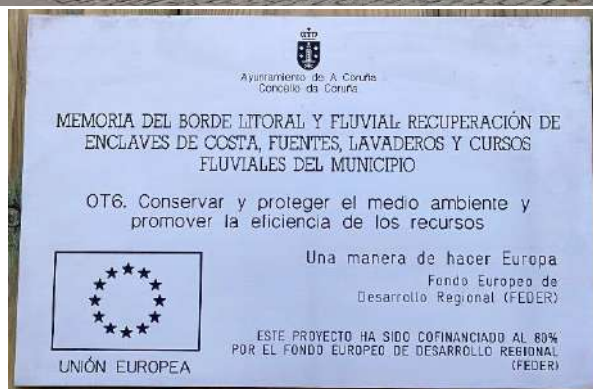 Ayuntamiento de A Coruña
Concello da Coruña
MEMORIA DEL BORDE LITORAL Y FLUVIAL: RECUPERACIÓN DE
ENCLAVES DE COSTA, FUENTES, LAVADEROS Y CURSOS
FLUVIALES DEL MUNICIPIO
OT6. Conservar y proteger el medio ambiente y
promover la eficiencia de los recursos
Una manera de hacer Europa
Fondo Europeo de
Desarrollo Regional (FEDER)
ESTE PROYECTO HA SIDO COFINANCIADO AL 80%
POR EL FONDO EUROPEO DE DESARROLLO REGIONAL
(FEDER)
UNIÓN EUROPEA